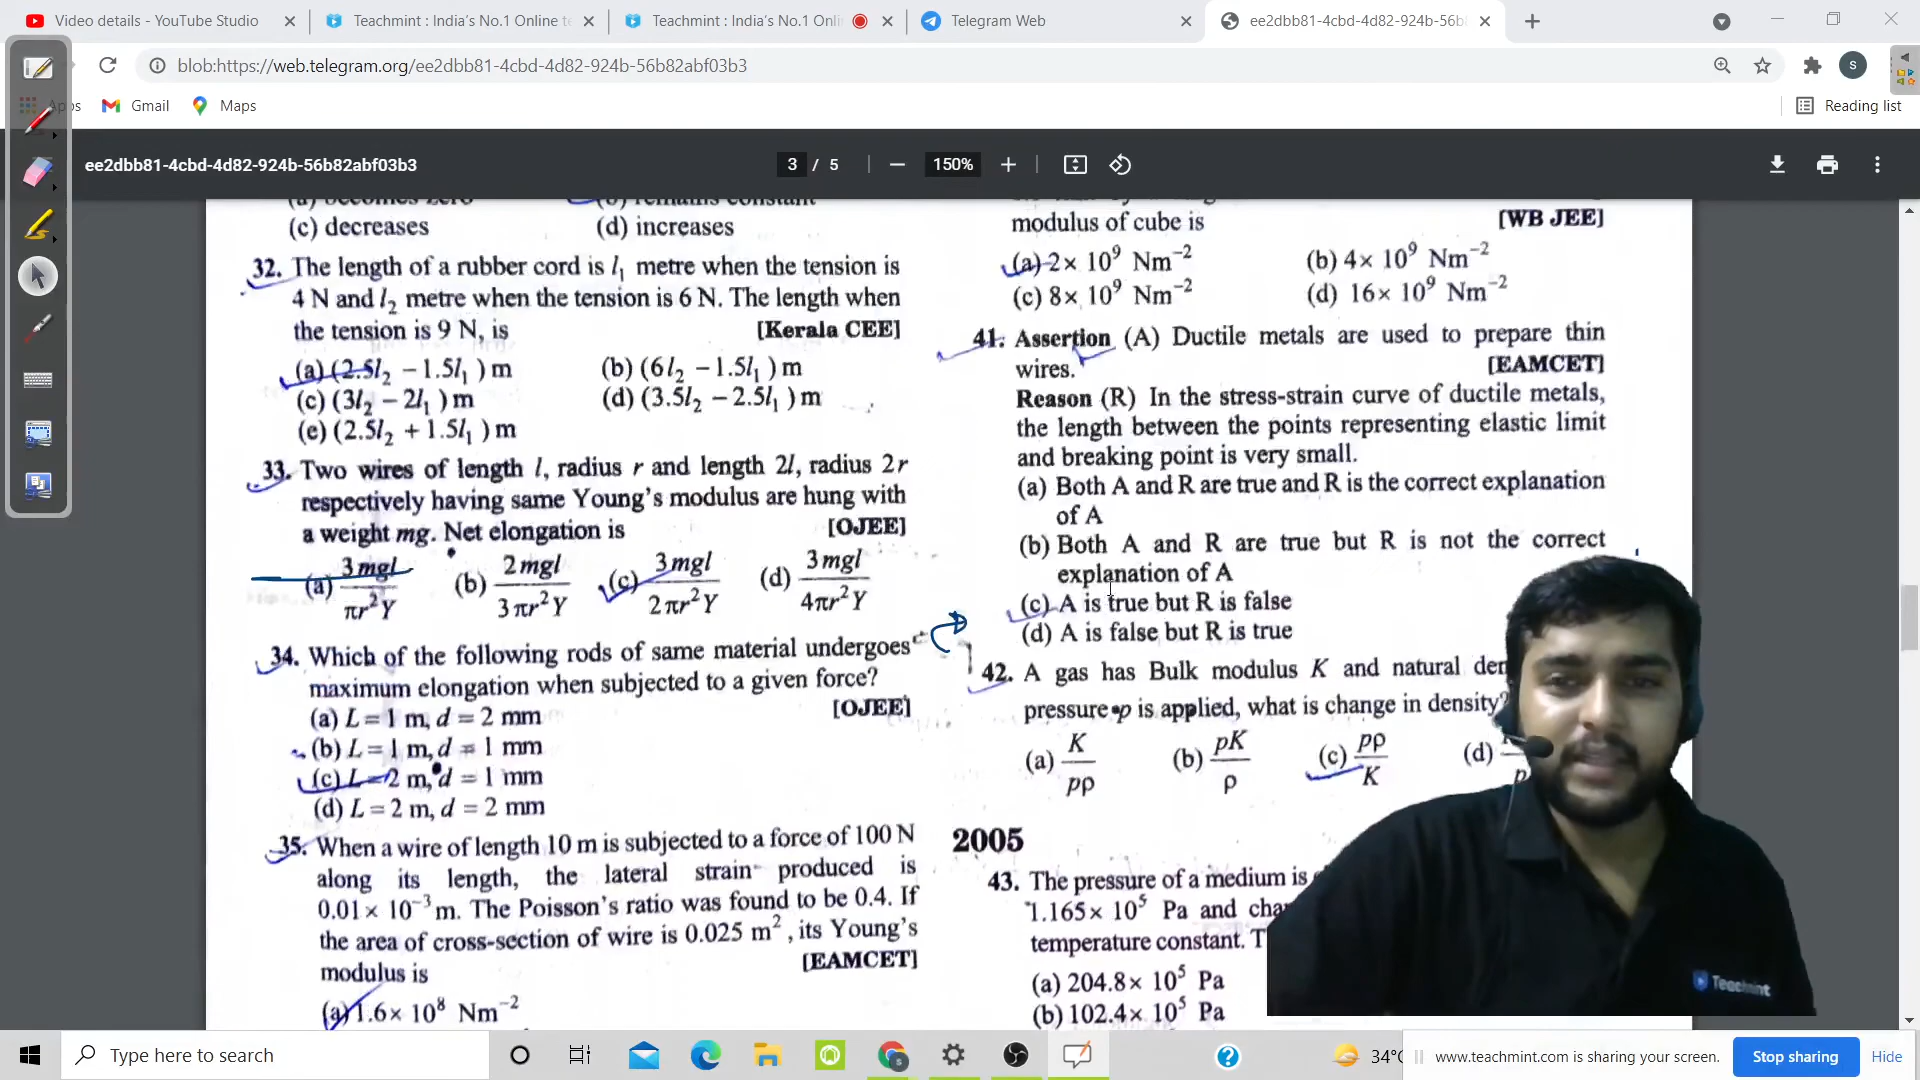 Video details - YouTube Studio
Teachmint : India's No.1 Online te
Teachmint : India's No.1 Onli
Telegram Web
ee2dbb81-4cbd-4d82-924b-56b
blob:https://web.telegram.org/ee2dbb81-4cbd-4d82-924b-56b82abf03b3
S
Apps
Gmail
Maps
Reading list
ee2dbb81-4cbd-4d82-924b-56b82abf03b3
3 / 5
150%
(b) remains constant
(c) decreases (d) increases
32. The length of a rubber cord is l₁ metre when the tension is
4 N and l₂ metre when the tension is 6 N. The length when
the tension is 9 N, is [Kerala CEE]
(a) (2.5l₂ − 1.5l₁ ) m (b) (6l₂ − 1.5l₁ ) m
(c) (3l₂ − 2l₁ ) m (d) (3.5l₂ − 2.5l₁ ) m
(e) (2.5l₂ + 1.5l₁ ) m
33. Two wires of length l, radius r and length 2l, radius 2r
respectively having same Young's modulus are hung with
a weight mg. Net elongation is [OJEE]
(a) 3mgl/πr²Y (b) 2mgl/3πr²Y (c) 3mgl/2πr²Y (d) 3mgl/4πr²Y
34. Which of the following rods of same material undergoes
maximum elongation when subjected to a given force?
[OJEE]
(a) L = 1 m, d = 2 mm
(b) L = 1 m, d = 1 mm
(c) L = 2 m, d = 1 mm
(d) L = 2 m, d = 2 mm
35. When a wire of length 10 m is subjected to a force of 100 N
along its length, the lateral strain produced is
0.01× 10⁻³ m. The Poisson's ratio was found to be 0.4. If
the area of cross-section of wire is 0.025 m², its Young's
modulus is [EAMCET]
(a) 1.6× 10⁸ Nm⁻²
modulus of cube is [WB JEE]
(a) 2× 10⁹ Nm⁻² (b) 4× 10⁹ Nm⁻²
(c) 8× 10⁹ Nm⁻² (d) 16× 10⁹ Nm⁻²
41. Assertion (A) Ductile metals are used to prepare thin
wires. [EAMCET]
Reason (R) In the stress-strain curve of ductile metals,
the length between the points representing elastic limit
and breaking point is very small.
(a) Both A and R are true and R is the correct explanation
of A
(b) Both A and R are true but R is not the correct
explanation of A
(c) A is true but R is false
(d) A is false but R is true
42. A gas has Bulk modulus K and natural
pressure p is applied, what is change in density?
(a) K/pρ (b) pK/ρ (c) pρ/K (d)
2005
43. The pressure of a medium is
1.165× 10⁵ Pa and
temperature constant.
(a) 204.8× 10⁵ Pa
(b) 102.4× 10⁵ Pa
Teachmint
Type here to search
34°C
www.teachmint.com is sharing your screen.
Stop sharing
Hide